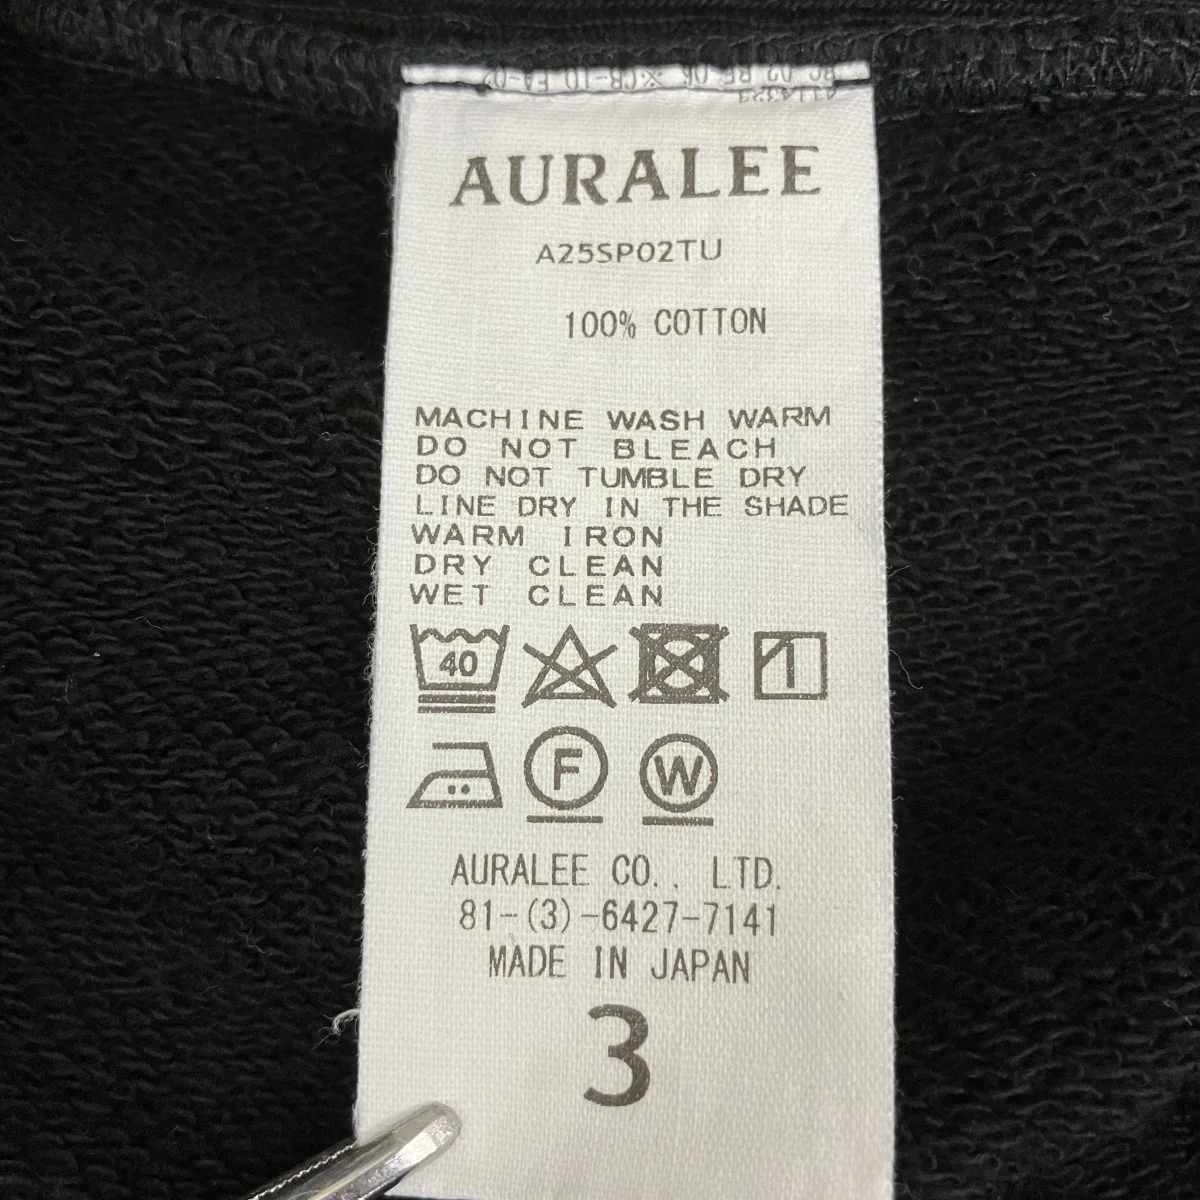 AURALEE
A25SP02TU
100% COTTON
MACHINE WASH WARM
DO NOT BLEACH
DO NOT TUMBLE DRY
LINE DRY IN THE SHADE
WARM IRON
DRY CLEAN
WET CLEAN
40
F W
AURALEE CO., LTD.
81-(3)-6427-7141
MADE IN JAPAN
3